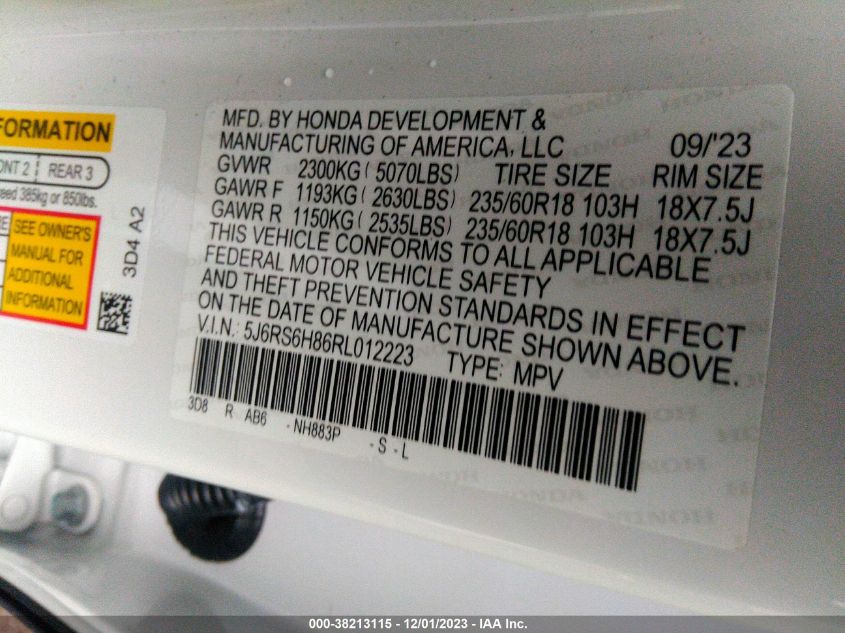 FORMATION
ONT 2 REAR 3
eed 385kg or 850lbs.
SEE OWNER'S
MANUAL FOR
ADDITIONAL
INFORMATION
3D4 A2
MFD. BY HONDA DEVELOPMENT &
MANUFACTURING OF AMERICA, LLC 09/'23
GVWR 2300KG (5070LBS) TIRE SIZE RIM SIZE
GAWR F 1193KG (2630LBS) 235/60R18 103H 18X7.5J
GAWR R 1150KG (2535LBS) 235/60R18 103H 18X7.5J
THIS VEHICLE CONFORMS TO ALL APPLICABLE
FEDERAL MOTOR VEHICLE SAFETY
AND THEFT PREVENTION STANDARDS IN EFFECT
ON THE DATE OF MANUFACTURE SHOWN ABOVE.
V.I.N.: 5J6RS6H86RL012223 TYPE: MPV
3D8 R AB6 -NH883P -S-L
000-38213115 - 12/01/2023 - IAA Inc.